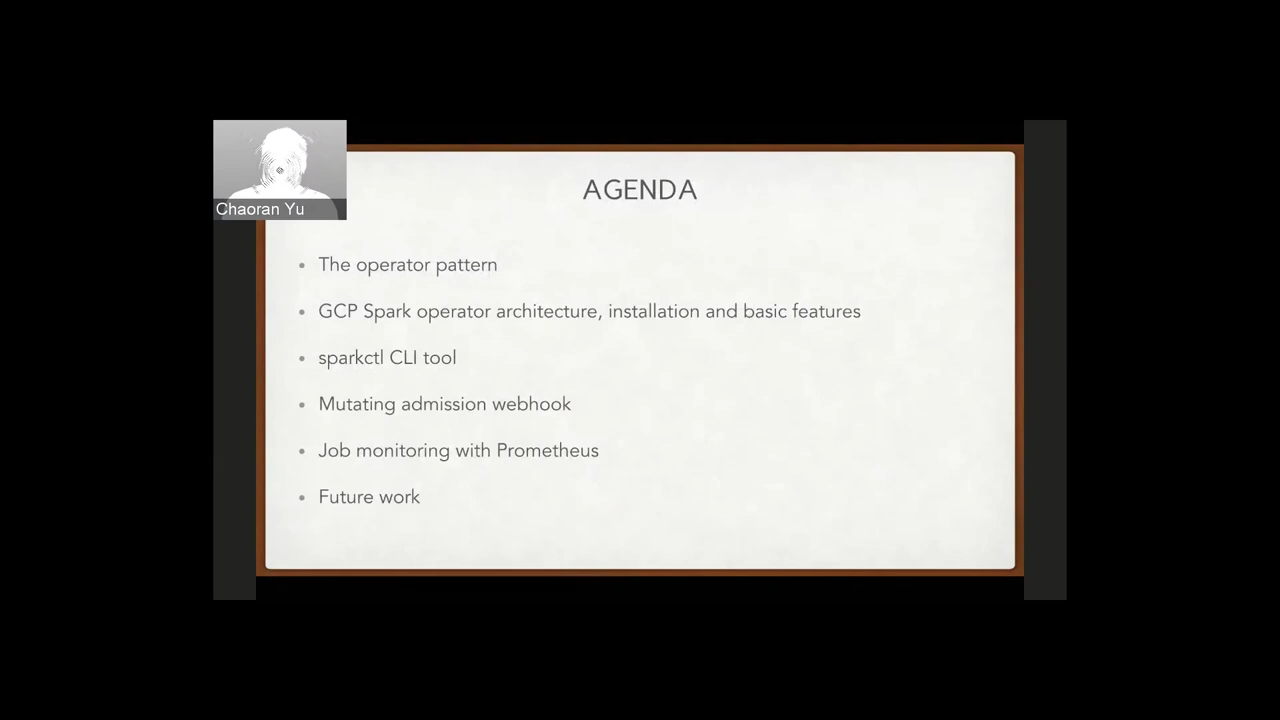 Chaoran Yu
AGENDA
• The operator pattern
• GCP Spark operator architecture, installation and basic features
• sparkctl CLI tool
• Mutating admission webhook
• Job monitoring with Prometheus
• Future work